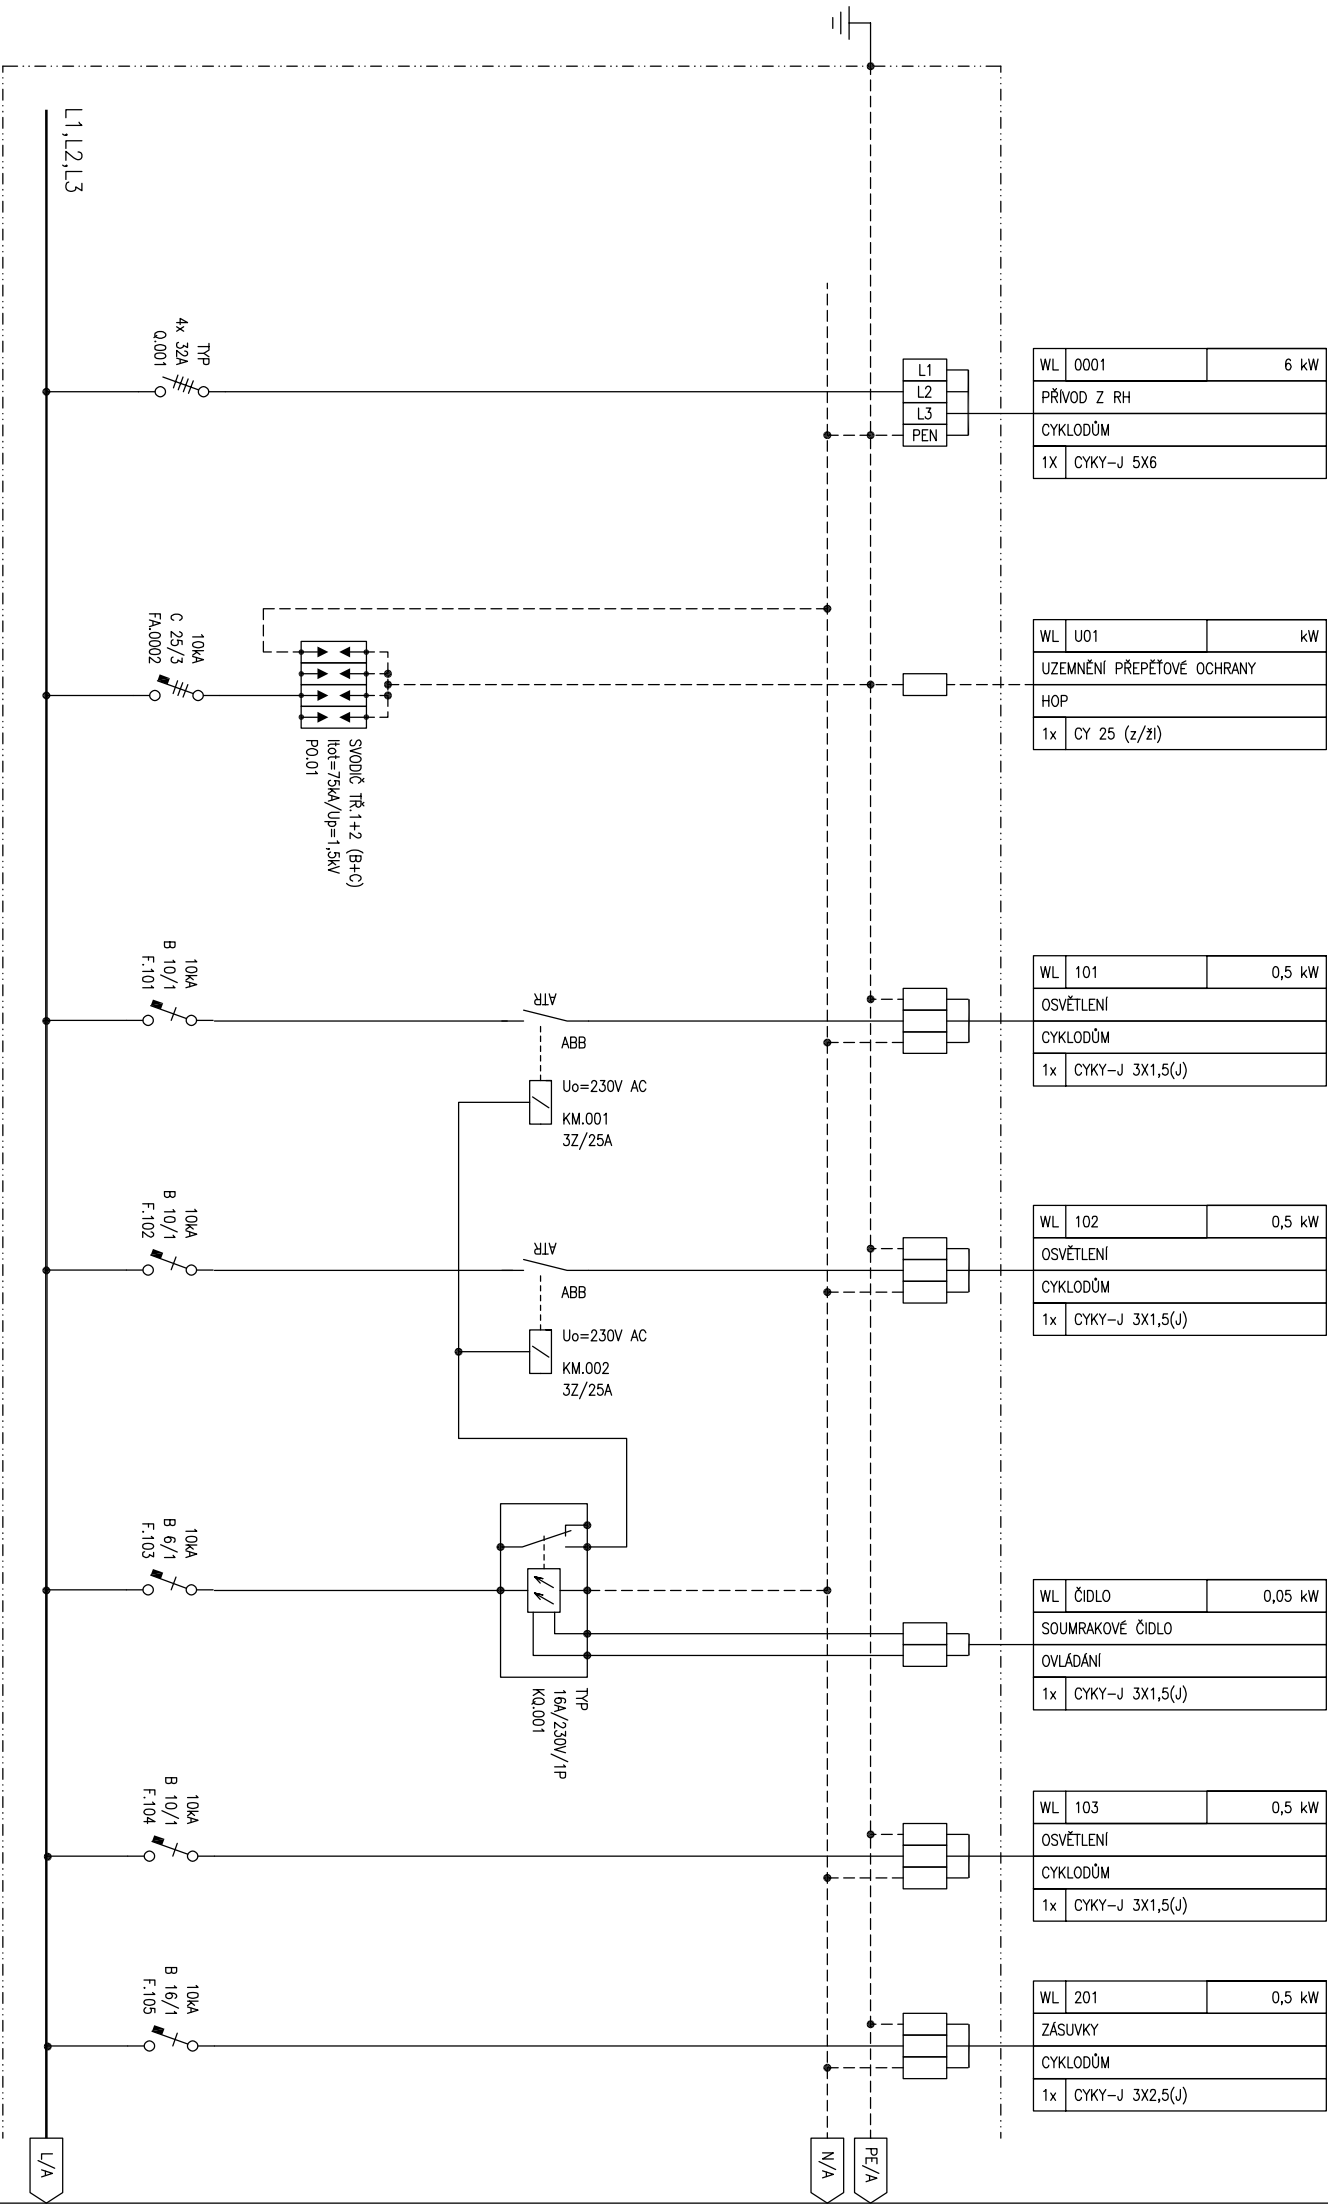 L1,L2,L3
TYP
4x 32A
Q.001
L1
L2
L3
PEN
WL 0001 6 kW
PŘÍVOD Z RH
CYKLODŮM
1X CYKY-J 5X6
10kA
C 25/3
FA.0002
SVODIČ TŘ.1+2 (B+C)
Itot=75kA/Up=1,5kV
PO.01
WL U01 kW
UZEMNĚNÍ PŘEPĚŤOVÉ OCHRANY
HOP
1x CY 25 (z/žl)
10kA
B 10/1
F.101
ATR
ABB
Uo=230V AC
KM.001
3Z/25A
WL 101 0,5 kW
OSVĚTLENÍ
CYKLODŮM
1x CYKY-J 3X1,5(J)
10kA
B 10/1
F.102
ATR
ABB
Uo=230V AC
KM.002
3Z/25A
WL 102 0,5 kW
OSVĚTLENÍ
CYKLODŮM
1x CYKY-J 3X1,5(J)
10kA
B 6/1
F.103
TYP
16A/230V/1P
KQ.001
WL ČIDLO 0,05 kW
SOUMRAKOVÉ ČIDLO
OVLÁDÁNÍ
1x CYKY-J 3X1,5(J)
10kA
B 10/1
F.104
WL 103 0,5 kW
OSVĚTLENÍ
CYKLODŮM
1x CYKY-J 3X1,5(J)
10kA
B 16/1
F.105
WL 201 0,5 kW
ZÁSUVKY
CYKLODŮM
1x CYKY-J 3X2,5(J)
L/A
N/A
PE/A